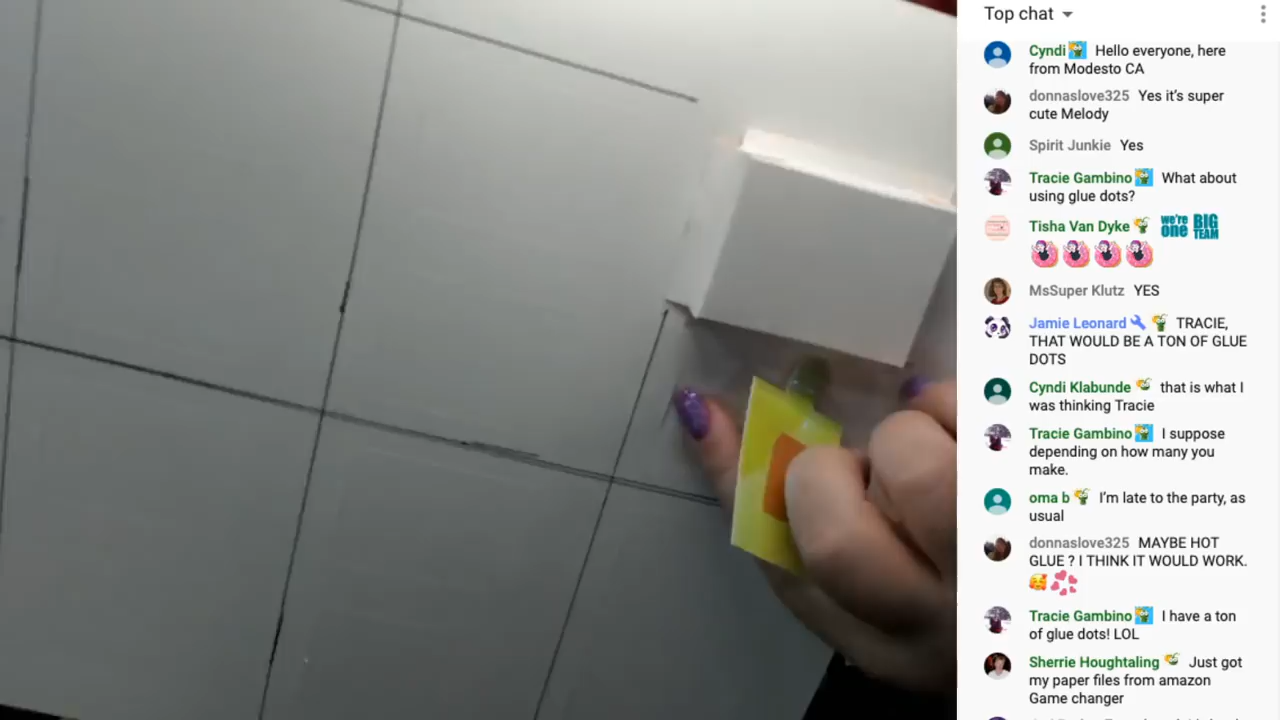 Top chat
Cyndi Hello everyone, here
from Modesto CA
donnaslove325 Yes it's super
cute Melody
Spirit Junkie Yes
Tracie Gambino What about
using glue dots?
Tisha Van Dyke we're one BIG TEAM
MsSuper Klutz YES
Jamie Leonard TRACIE,
THAT WOULD BE A TON OF GLUE
DOTS
Cyndi Klabunde that is what I
was thinking Tracie
Tracie Gambino I suppose
depending on how many you
make.
oma b I'm late to the party, as
usual
donnaslove325 MAYBE HOT
GLUE ? I THINK IT WOULD WORK.
Tracie Gambino I have a ton
of glue dots! LOL
Sherrie Houghtaling Just got
my paper files from amazon
Game changer